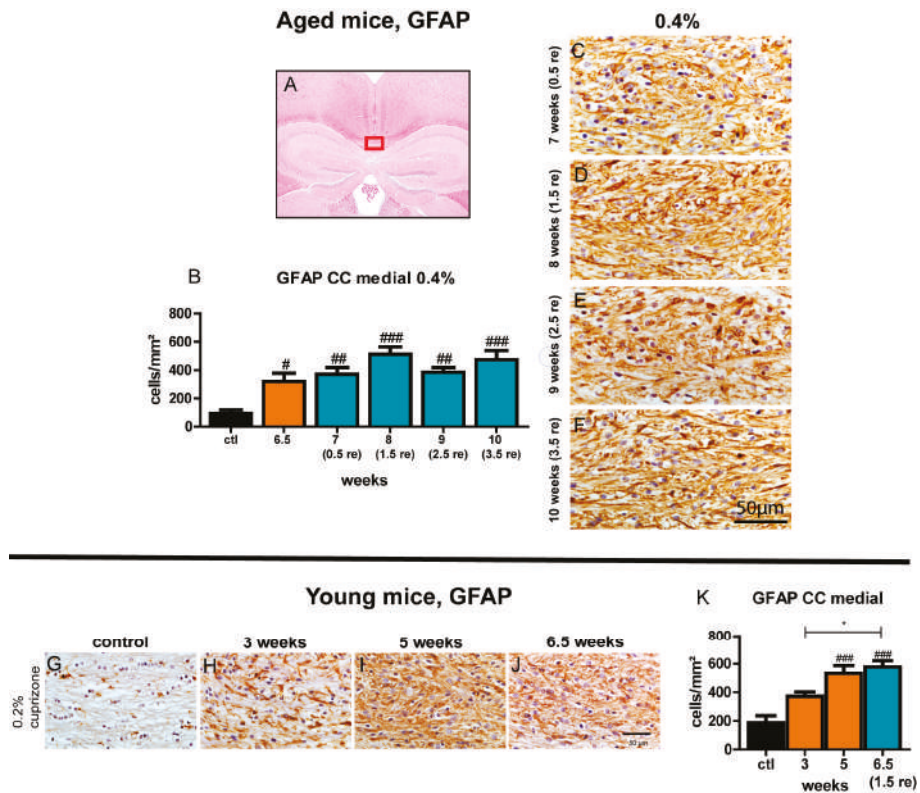 Aged mice, GFAP
0.4%
A
C
7 weeks (0.5 re)
D
8 weeks (1.5 re)
E
9 weeks (2.5 re)
F
10 weeks (3.5 re)
50µm
B
GFAP CC medial 0.4%
cells/mm²
800
600
400
200
0
#
##
###
##
###
ctl 6.5 7 8 9 10
(0.5 re) (1.5 re) (2.5 re) (3.5 re)
weeks
Young mice, GFAP
control 3 weeks 5 weeks 6.5 weeks
0.2%
cuprizone
G H I J
50 µm
K
GFAP CC medial
*
cells/mm²
800
600
400
200
0
###
###
ctl 3 5 6.5
weeks (1.5 re)